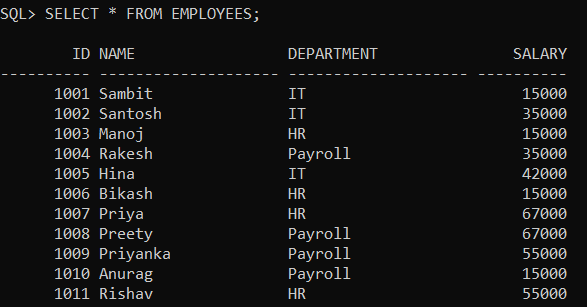 SQL> SELECT * FROM EMPLOYEES;
        ID NAME                 DEPARTMENT               SALARY
---------- -------------------- -------------------- ----------
      1001 Sambit               IT                        15000
      1002 Santosh              IT                        35000
      1003 Manoj                HR                        15000
      1004 Rakesh               Payroll                   35000
      1005 Hina                 IT                        42000
      1006 Bikash               HR                        15000
      1007 Priya                HR                        67000
      1008 Preety               Payroll                   67000
      1009 Priyanka             Payroll                   55000
      1010 Anurag               Payroll                   15000
      1011 Rishav               HR                        55000